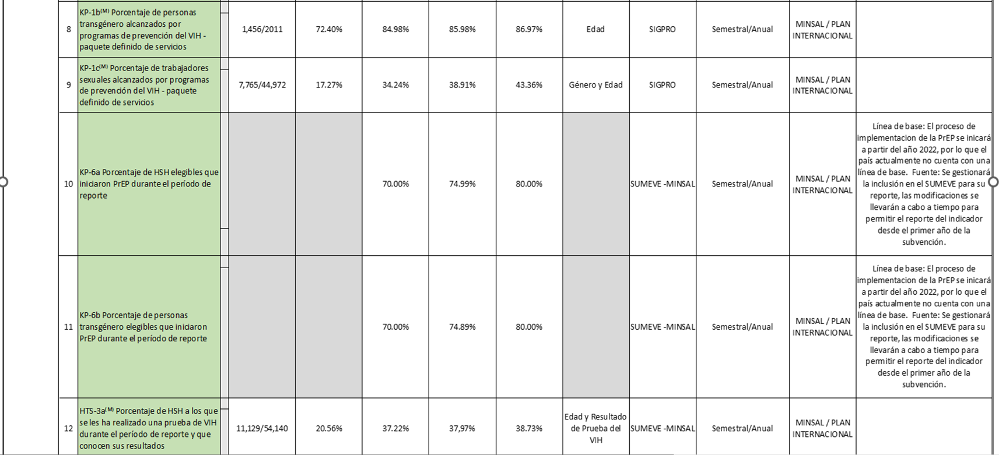 8
KP-1b(M) Porcentaje de personas
transgénero alcanzados por
programas de prevención del VIH -
paquete definido de servicios
1,456/2011
72.40%
84.98%
85.98%
86.97%
Edad
SIGPRO
Semestral/Anual
MINSAL / PLAN
INTERNACIONAL
9
KP-1c(M) Porcentaje de trabajadores
sexuales alcanzados por programas
de prevención del VIH - paquete
definido de servicios
7,765/44,972
17.27%
34.24%
38.91%
43.36%
Género y Edad
SIGPRO
Semestral/Anual
MINSAL / PLAN
INTERNACIONAL
10
KP-6a Porcentaje de HSH elegibles que
iniciaron PrEP durante el período de
reporte
70.00%
74.99%
80.00%
SUMEVE -MINSAL
Semestral/Anual
MINSAL / PLAN
INTERNACIONAL
Línea de base: El proceso de
implementacion de la PrEP se inicará
a partir del año 2022, por lo que el
país actualmente no cuenta con una
línea de base.  Fuente: Se gestionará
la inclusión en el SUMEVE para su
reporte, las modificaciones se
llevarán a cabo a tiempo para
permitir el reporte del indicador
desde el primer año de la
subvención.
11
KP-6b Porcentaje de personas
transgénero elegibles que iniciaron
PrEP durante el período de reporte
70.00%
74.89%
80.00%
SUMEVE -MINSAL
Semestral/Anual
MINSAL / PLAN
INTERNACIONAL
Línea de base: El proceso de
implementacion de la PrEP se inicará
a partir del año 2022, por lo que el
país actualmente no cuenta con una
línea de base.  Fuente: Se gestionará
la inclusión en el SUMEVE para su
reporte, las modificaciones se
llevarán a cabo a tiempo para
permitir el reporte del indicador
desde el primer año de la
subvención.
12
HTS-3a(M) Porcentaje de HSH a los que
se les ha realizado una prueba de VIH
durante el período de reporte y que
conocen sus resultados
11,129/54,140
20.56%
37.22%
37,97%
38.73%
Edad y Resultado
de Prueba del
VIH
SUMEVE -MINSAL
Semestral/Anual
MINSAL / PLAN
INTERNACIONAL